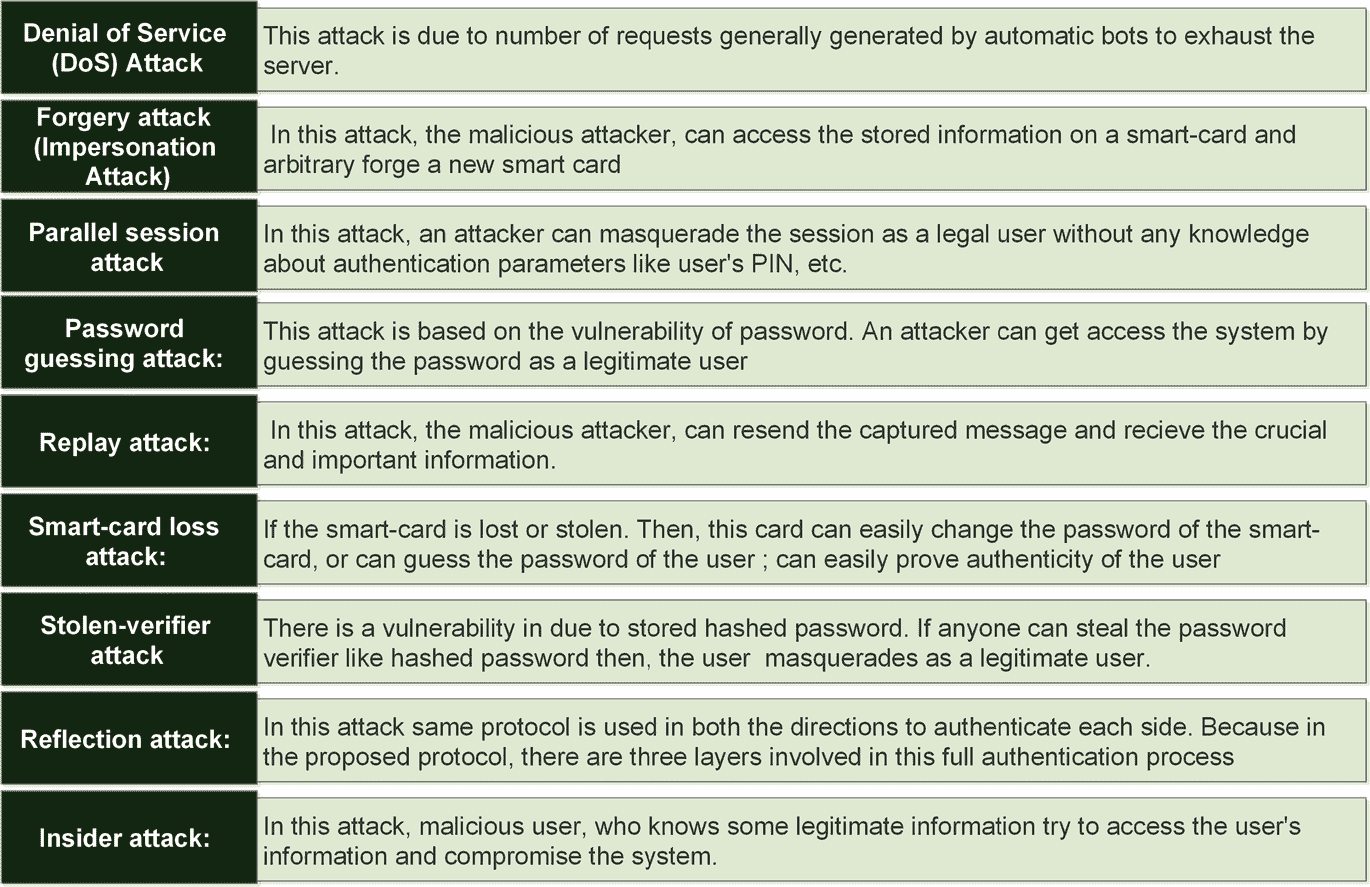 Denial of Service
(DoS) Attack
This attack is due to number of requests generally generated by automatic bots to exhaust the
server.
Forgery attack
(Impersonation
Attack)
In this attack, the malicious attacker, can access the stored information on a smart-card and
arbitrary forge a new smart card
Parallel session
attack
In this attack, an attacker can masquerade the session as a legal user without any knowledge
about authentication parameters like user's PIN, etc.
Password
guessing attack:
This attack is based on the vulnerability of password. An attacker can get access the system by
guessing the password as a legitimate user
Replay attack:
In this attack, the malicious attacker, can resend the captured message and recieve the crucial
and important information.
Smart-card loss
attack:
If the smart-card is lost or stolen. Then, this card can easily change the password of the smart-
card, or can guess the password of the user ; can easily prove authenticity of the user
Stolen-verifier
attack
There is a vulnerability in due to stored hashed password. If anyone can steal the password
verifier like hashed password then, the user  masquerades as a legitimate user.
Reflection attack:
In this attack same protocol is used in both the directions to authenticate each side. Because in
the proposed protocol, there are three layers involved in this full authentication process
Insider attack:
In this attack, malicious user, who knows some legitimate information try to access the user's
information and compromise the system.